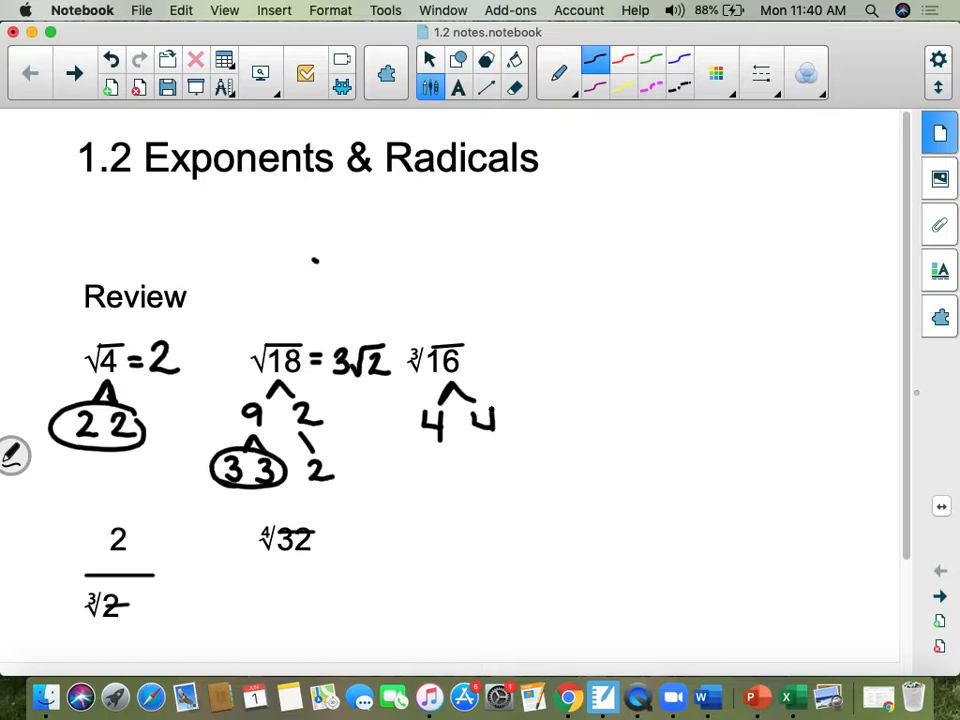 Notebook File Edit View Insert Format Tools Window Add-ons Account Help 88% Mon 11:40 AM
1.2 notes.notebook
1.2 Exponents & Radicals
Review
√4 = 2 √18 = 3√2 ∛16
2 2 9 2 4 4
3 3 2
2 ∜32
∛2